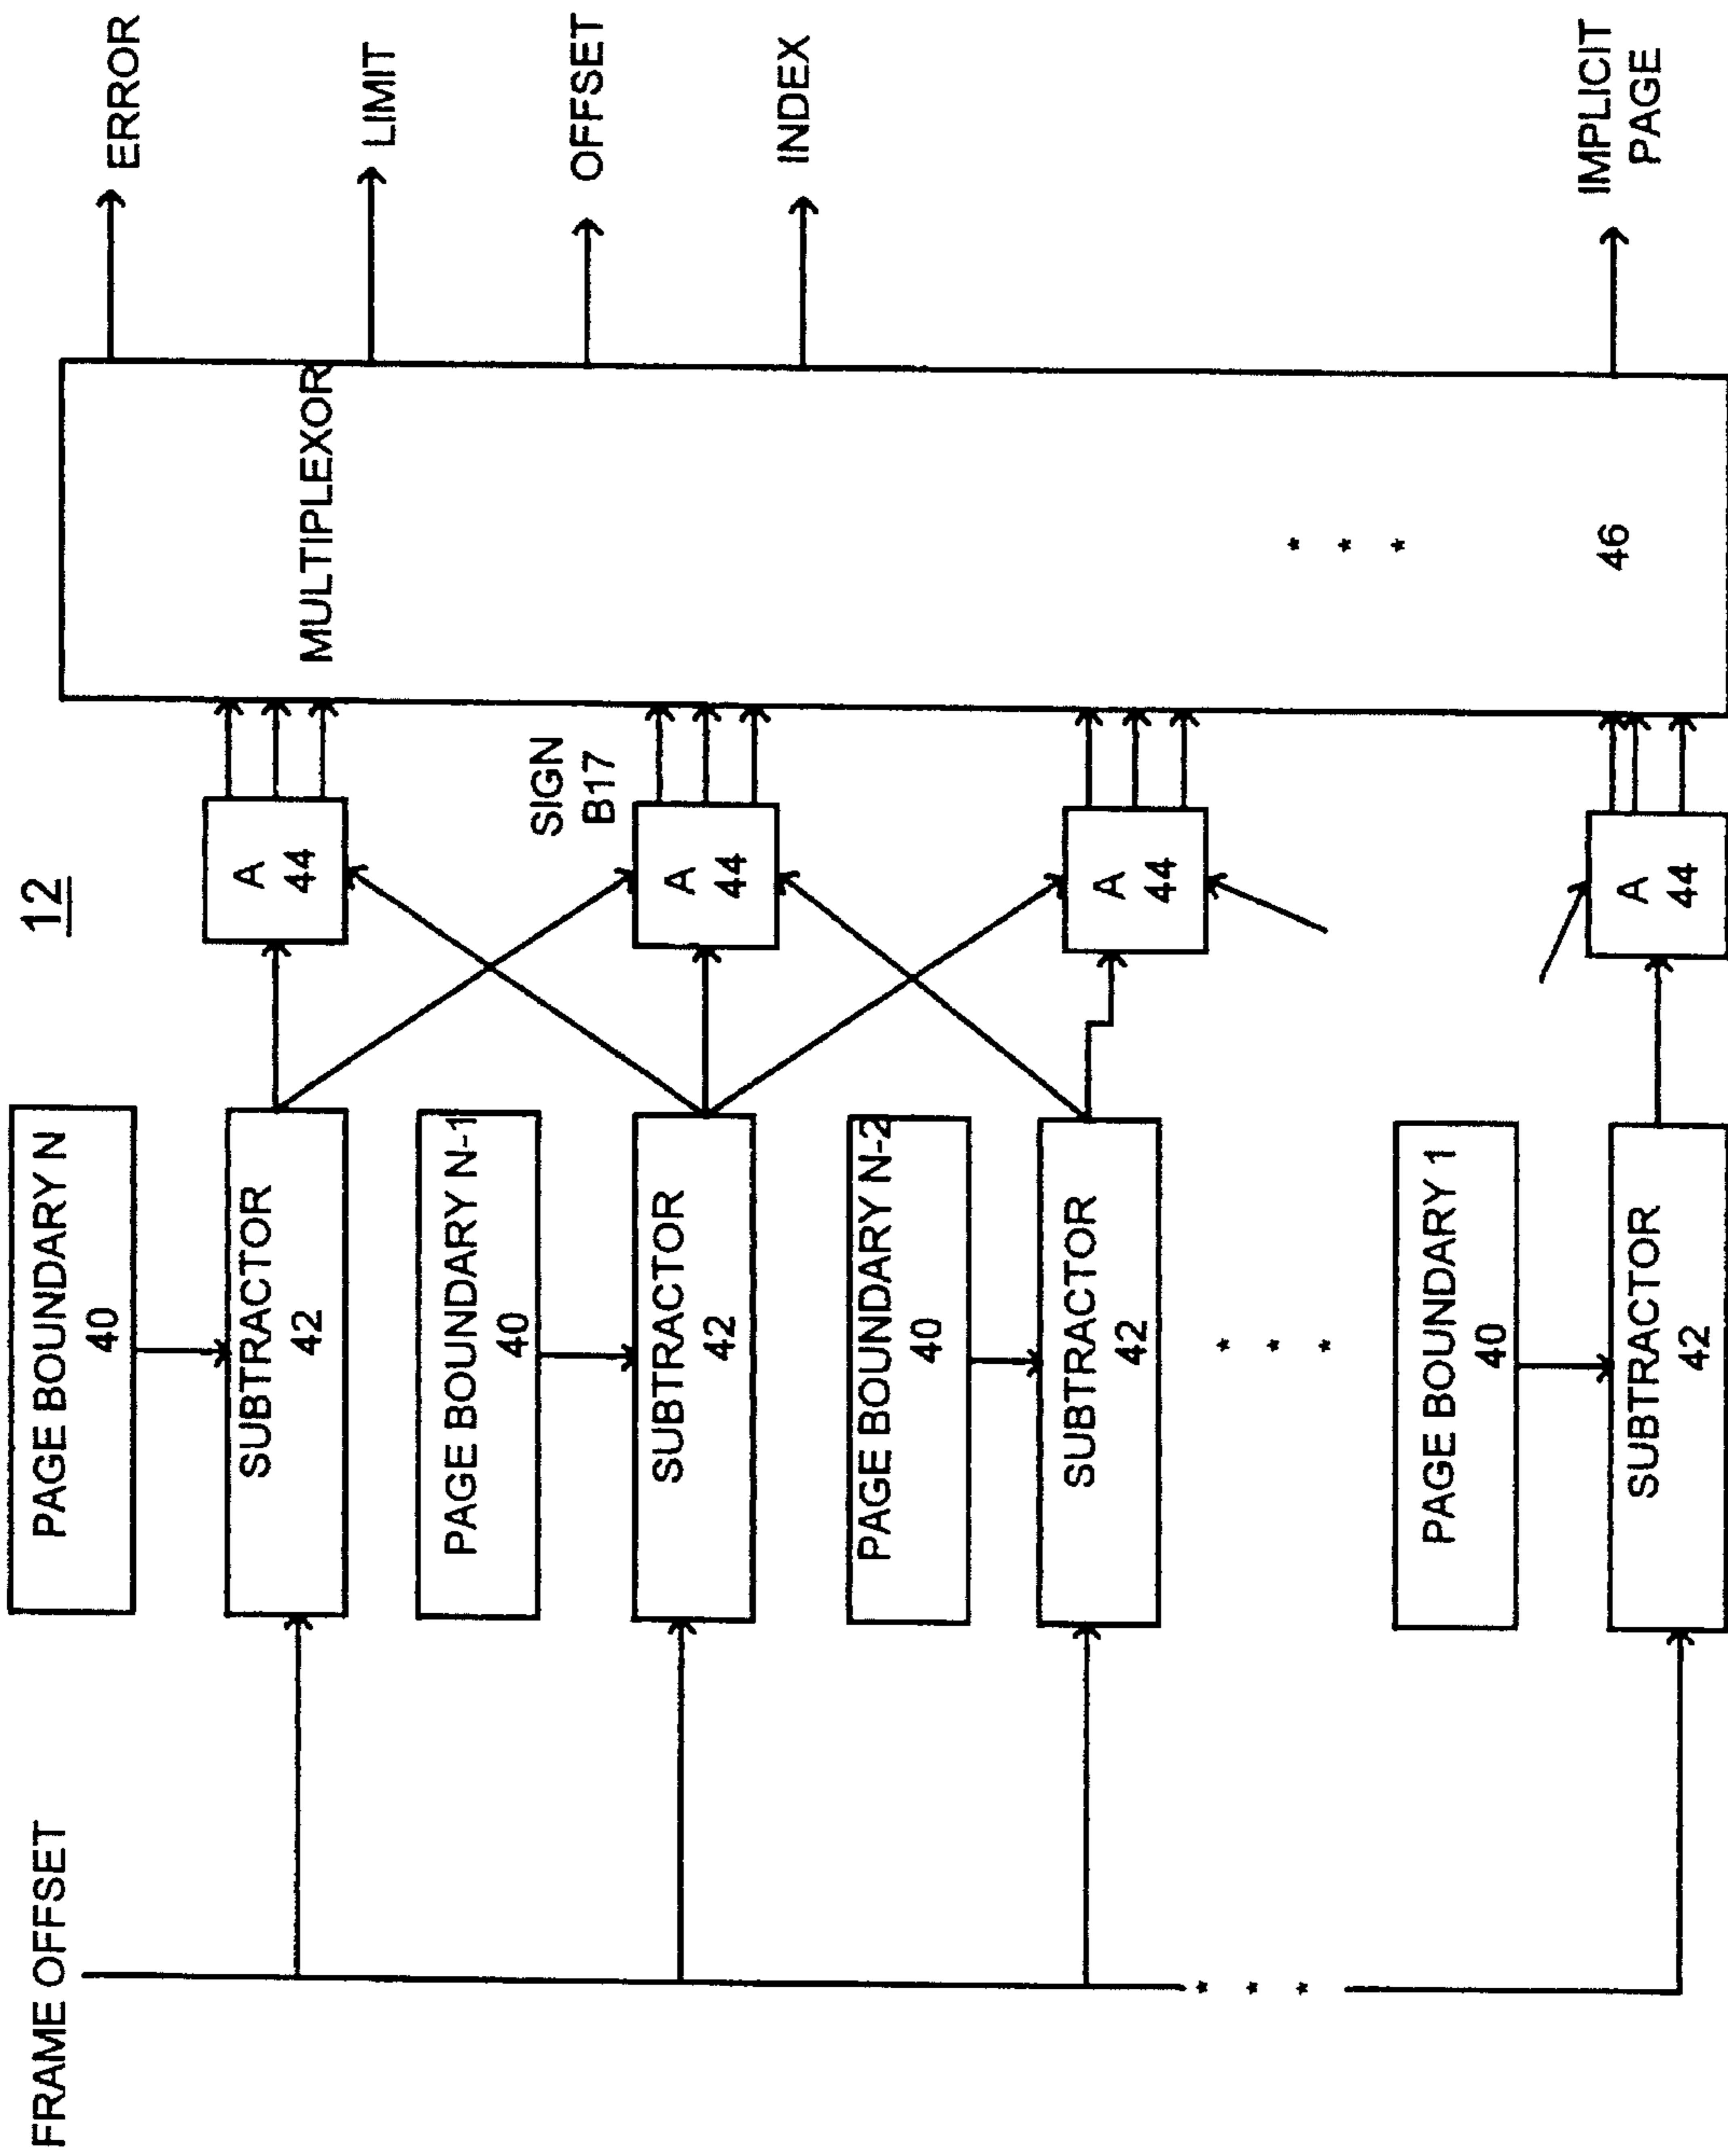 12
FRAME OFFSET
PAGE BOUNDARY N
40
SUBTRACTOR
42
A
44
PAGE BOUNDARY N-1
40
SUBTRACTOR
42
SIGN
B17
A
44
PAGE BOUNDARY N-2
40
SUBTRACTOR
42
A
44
* * *
* * *
PAGE BOUNDARY 1
40
SUBTRACTOR
42
A
44
MULTIPLEXOR
* * *
46
ERROR
LIMIT
OFFSET
INDEX
IMPLICIT
PAGE